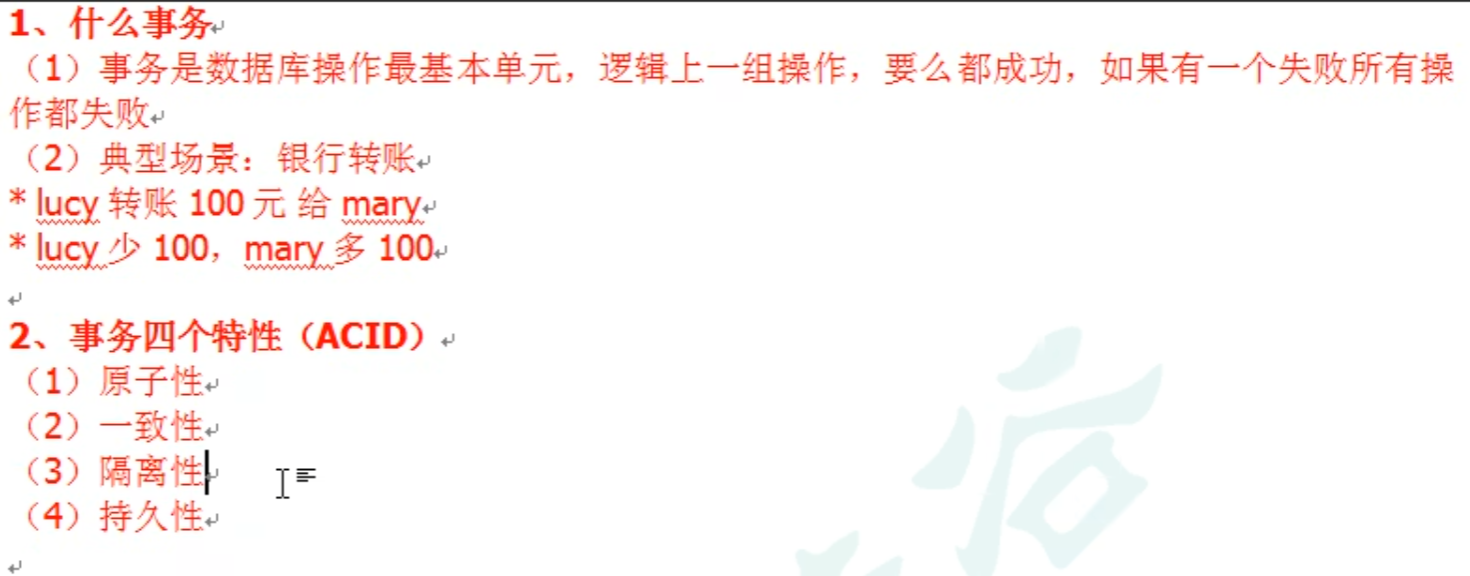 1、什么事务
（1）事务是数据库操作最基本单元，逻辑上一组操作，要么都成功，如果有一个失败所有操
作都失败
（2）典型场景：银行转账
* lucy 转账 100 元 给 mary
* lucy 少 100，mary 多 100
2、事务四个特性（ACID）
（1）原子性
（2）一致性
（3）隔离性
（4）持久性
谷